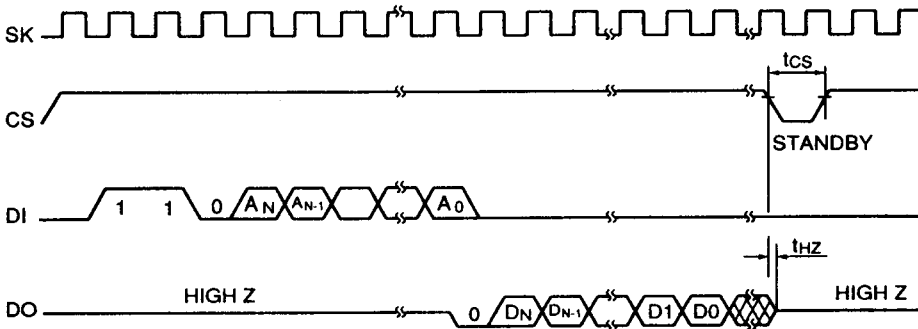 SK
tCS
CS
STANDBY
DI 1 1 0 AN AN-1 A0
tHZ
HIGH Z HIGH Z
DO 0 DN DN-1 D1 D0